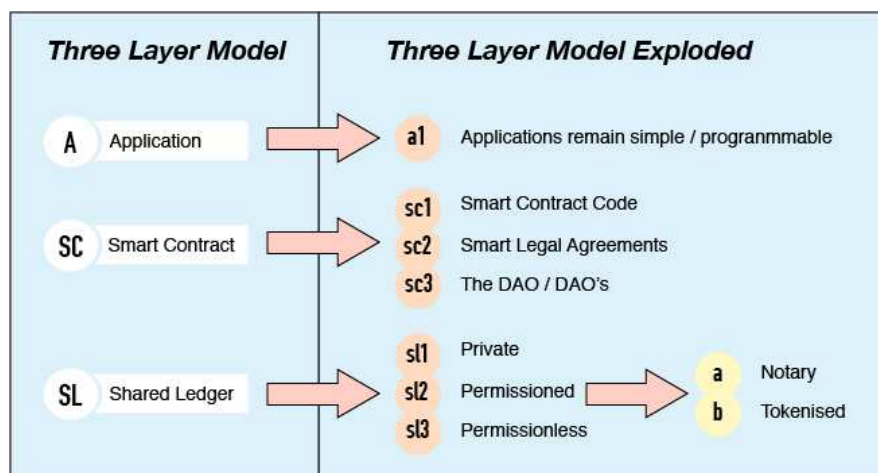 Three Layer Model
Three Layer Model Exploded
A Application
a1 Applications remain simple / progranmmable
SC Smart Contract
sc1 Smart Contract Code
sc2 Smart Legal Agreements
sc3 The DAO / DAO's
SL Shared Ledger
sl1 Private
sl2 Permissioned
sl3 Permissionless
a Notary
b Tokenised